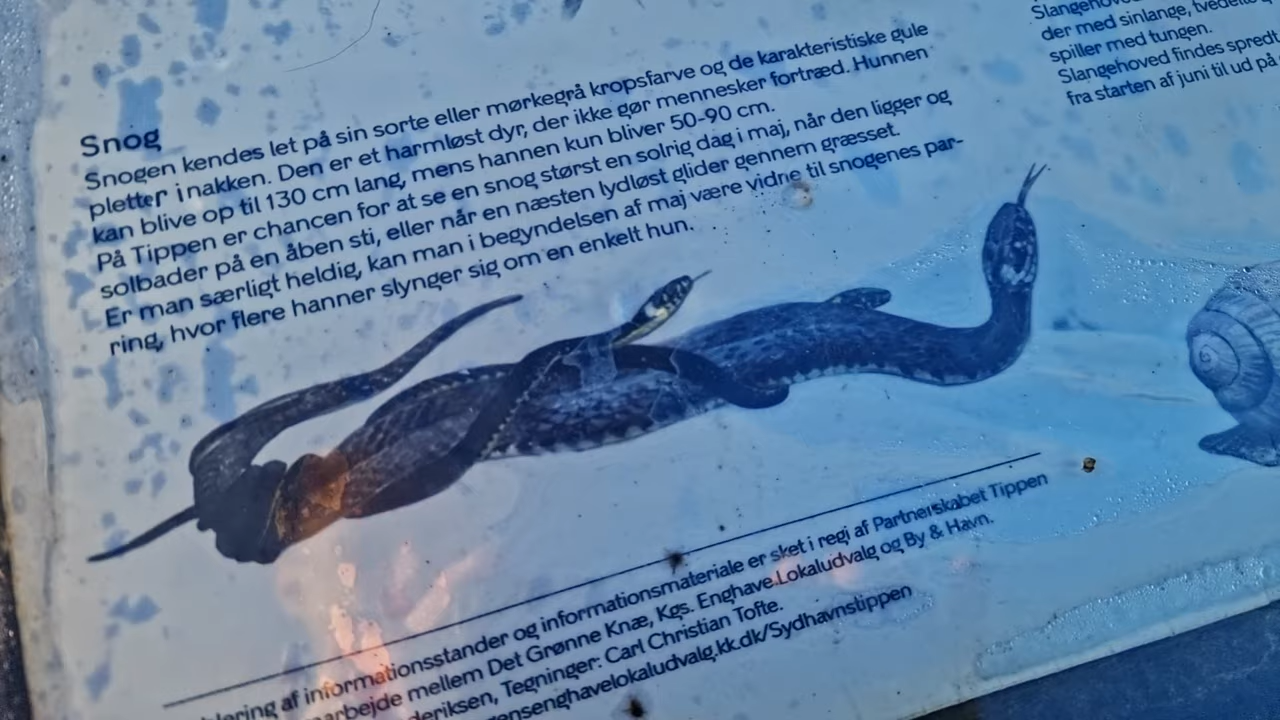 Snog
Snogen kendes let på sin sorte eller mørkegrå kropsfarve og de karakteristiske gule
pletter i nakken. Den er et harmløst dyr, der ikke gør mennesker fortræd. Hunnen
kan blive op til 130 cm lang, mens hannen kun bliver 50-90 cm.
På Tippen er chancen for at se en snog størst en solrig dag i maj, når den ligger og
solbader på en åben sti, eller når en næsten lydløst glider gennem græsset.
Er man særligt heldig, kan man i begyndelsen af maj være vidne til snogenes par-
ring, hvor flere hanner slynger sig om en enkelt hun.
Slangehoved
der med sinlange, tvedelte
spiller med tungen.
Slangehoved findes spredt
fra starten af juni til ud på
af informationsstander og informationsmateriale er sket i regi af Partnerskabet Tippen
arbejde mellem Det Grønne Knæ, Kgs. Enghave Lokaludvalg og By & Havn.
deriksen, Tegninger: Carl Christian Tofte.
gensenghavelokaludvalg.kk.dk/Sydhavnstippen